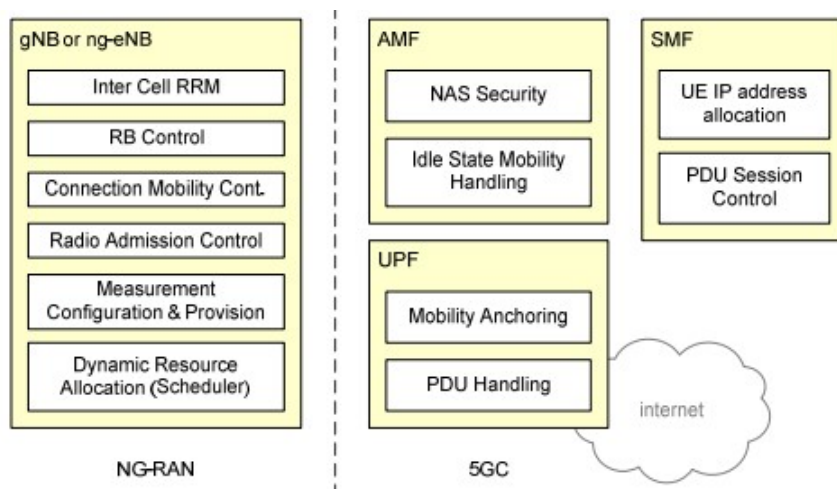 gNB or ng-eNB
Inter Cell RRM
RB Control
Connection Mobility Cont.
Radio Admission Control
Measurement
Configuration & Provision
Dynamic Resource
Allocation (Scheduler)
NG-RAN
AMF
NAS Security
Idle State Mobility
Handling
SMF
UE IP address
allocation
PDU Session
Control
UPF
Mobility Anchoring
PDU Handling
internet
5GC